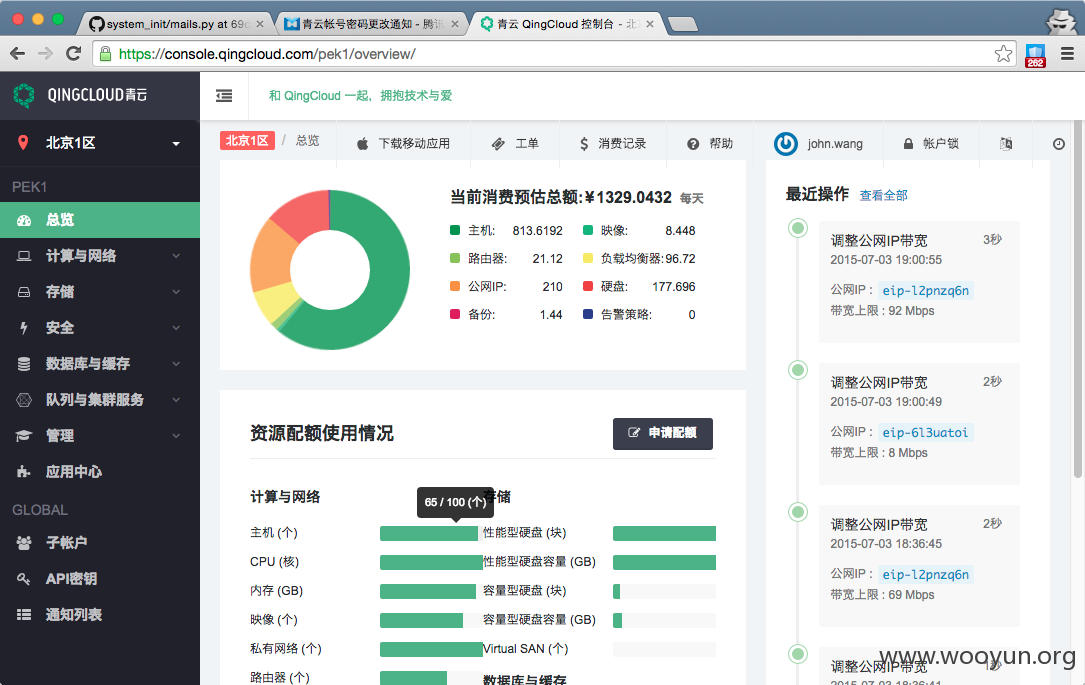 system_init/mails.py at 69c
青云帐号密码更改通知 - 腾讯
青云 QingCloud 控制台 - 北
https://console.qingcloud.com/pek1/overview/
262
QINGCLOUD青云
和 QingCloud 一起，拥抱技术与爱
北京1区
北京1区 / 总览
下载移动应用
工单
$ 消费记录
帮助
john.wang
帐户锁
PEK1
总览
计算与网络
存储
安全
数据库与缓存
队列与集群服务
管理
应用中心
GLOBAL
子帐户
API密钥
通知列表
当前消费预估总额:¥1329.0432 每天
主机: 813.6192 映像: 8.448
路由器: 21.12 负载均衡器: 96.72
公网IP: 210 硬盘: 177.696
备份: 1.44 告警策略: 0
资源配额使用情况
申请配额
计算与网络
65 / 100 (个)
主机 (个)
CPU (核)
内存 (GB)
映像 (个)
私有网络 (个)
路由器 (个)
存储
性能型硬盘 (块)
性能型硬盘容量 (GB)
容量型硬盘 (块)
容量型硬盘容量 (GB)
Virtual SAN (个)
数据库与缓存
最近操作 查看全部
调整公网IP带宽 3秒
2015-07-03 19:00:55
公网IP : eip-l2pnzq6n
带宽上限 : 92 Mbps
调整公网IP带宽 2秒
2015-07-03 19:00:49
公网IP : eip-6l3uatoi
带宽上限 : 8 Mbps
调整公网IP带宽 2秒
2015-07-03 18:36:45
公网IP : eip-l2pnzq6n
带宽上限 : 69 Mbps
调整公网IP带宽
2015-07-03 18:36:41
www.wooyun.org